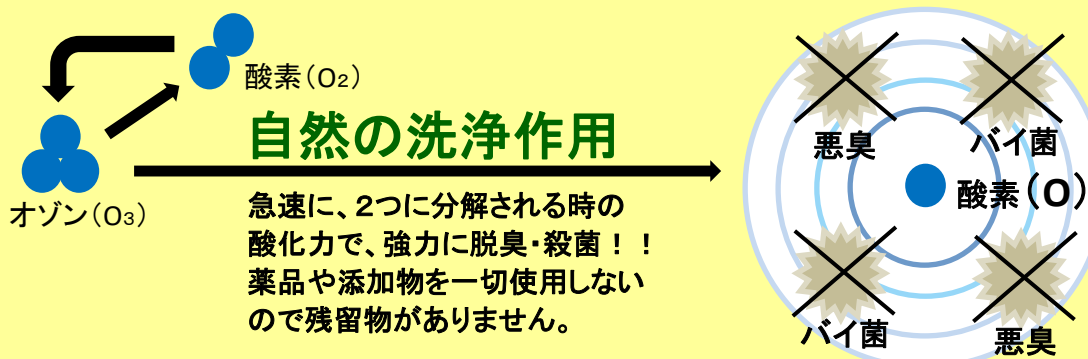 酸素（O₂）
オゾン（O₃）
自然の洗浄作用
急速に、２つに分解される時の
酸化力で、強力に脱臭・殺菌！！
薬品や添加物を一切使用しない
ので残留物がありません。
悪臭
バイ菌
酸素（O）
バイ菌
悪臭